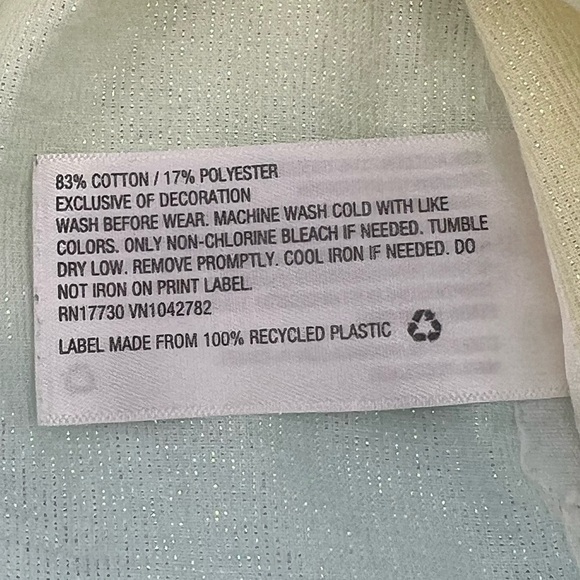 83% COTTON / 17% POLYESTER
EXCLUSIVE OF DECORATION
WASH BEFORE WEAR. MACHINE WASH COLD WITH LIKE
COLORS. ONLY NON-CHLORINE BLEACH IF NEEDED. TUMBLE
DRY LOW. REMOVE PROMPTLY. COOL IRON IF NEEDED. DO
NOT IRON ON PRINT LABEL.
RN17730 VN1042782
LABEL MADE FROM 100% RECYCLED PLASTIC